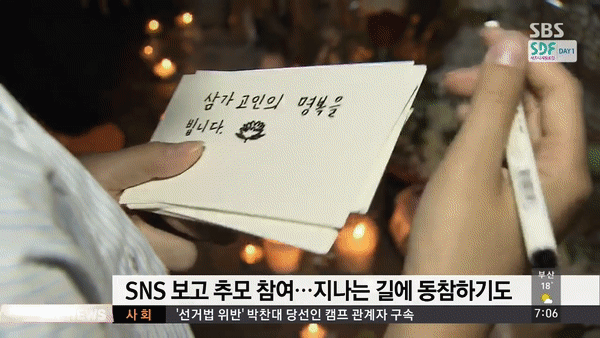 SBS
SDF DAY 1
삼가 고인의 명복을
빕니다.
SNS 보고 추모 참여…지나는 길에 동참하기도
부산
18°
사회 '선거법 위반' 박찬대 당선인 캠프 관계자 구속
7:06